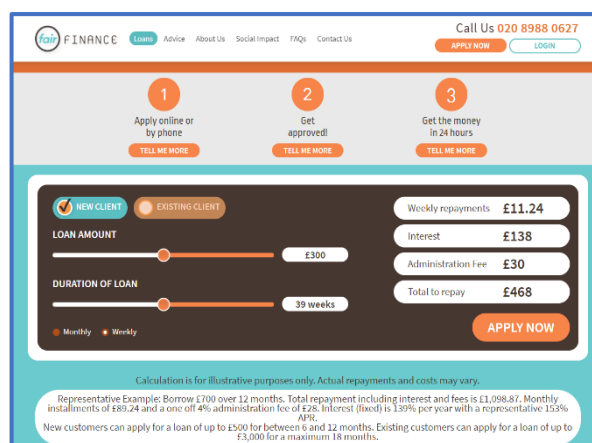 fair FINANCE Loans Advice About Us Social Impact FAQs Contact Us
Call Us 020 8988 0627
APPLY NOW LOGIN
1 2 3
Apply online or by phone
Get approved!
Get the money in 24 hours
TELL ME MORE TELL ME MORE TELL ME MORE
NEW CLIENT EXISTING CLIENT
LOAN AMOUNT
£300
DURATION OF LOAN
39 weeks
Monthly Weekly
Weekly repayments £11.24
Interest £138
Administration Fee £30
Total to repay £468
APPLY NOW
Calculation is for illustrative purposes only. Actual repayments and costs may vary.
Representative Example: Borrow £700 over 12 months. Total repayment including interest and fees is £1,098.87. Monthly
installments of £89.24 and a one off 4% administration fee of £28. Interest (fixed) is 139% per year with a representative 153%
APR.
New customers can apply for a loan of up to £500 for between 6 and 12 months. Existing customers can apply for a loan of up to
£3,000 for a maximum 18 months.